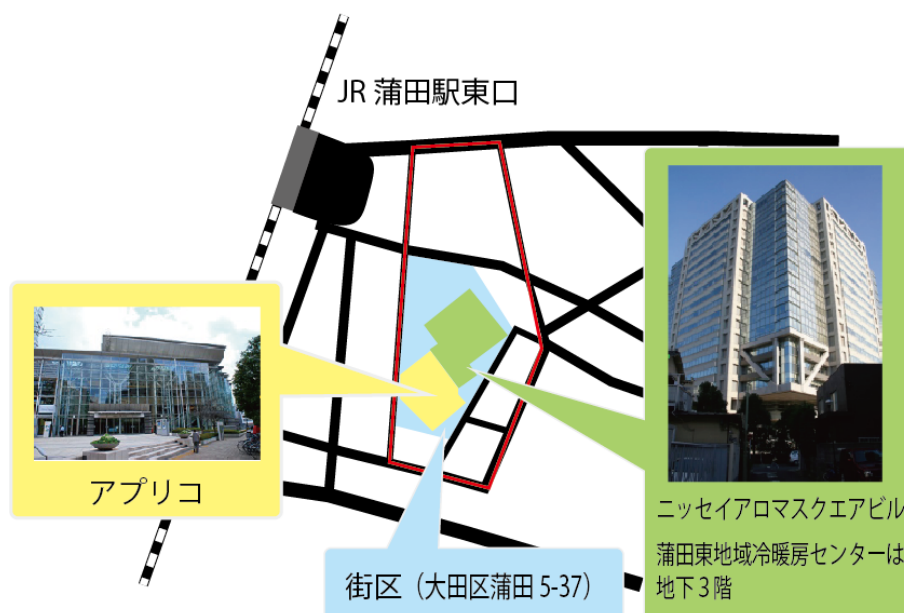 JR 蒲田駅東口
アプリコ
ニッセイアロマスクエアビル
蒲田東地域冷暖房センターは
地下3階
街区（大田区蒲田 5-37）